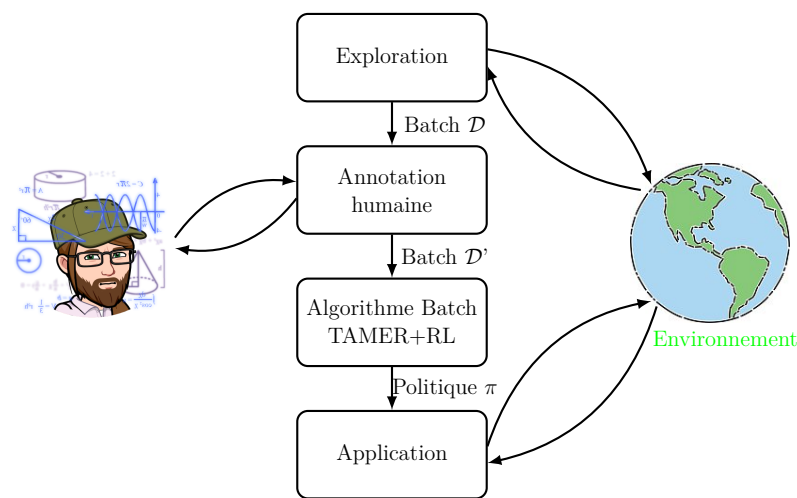 Exploration
Batch 𝒟
Annotation
humaine
Batch 𝒟'
Algorithme Batch
TAMER+RL
Politique π
Application
Environnement